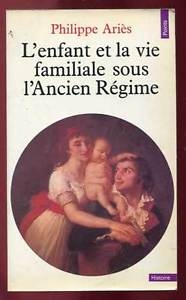 Philippe Ariès
Points
L'enfant et la vie
familiale sous
l'Ancien Régime
Histoire